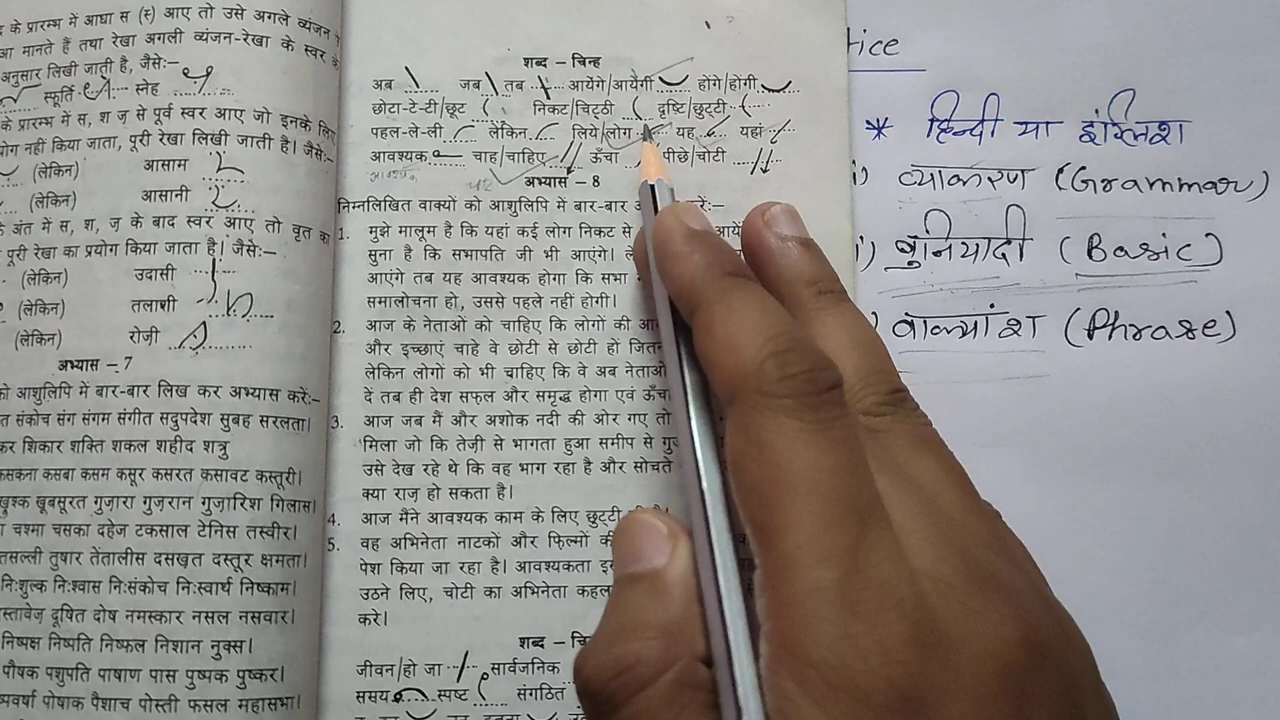 के प्रारम्भ में आधा स (स्) आए तो उसे अगले व्यंजन
मानते हैं तथा रेखा अगली व्यंजन-रेखा के स्वर के
अनुसार लिखी जाती है, जैसे:–
स्फूर्ति स्नेह
के प्रारम्भ में स, श ज़ से पूर्व स्वर आए जो इनके लिए
नही किया जाता, पूरी रेखा लिखी जाती है। जैसे:–
(लेकिन) आसाम
(लेकिन) आसानी
अंत में स, श, ज़ के बाद स्वर आए तो वृत का
पूरी रेखा का प्रयोग किया जाता है। जैसे:–
(लेकिन) उदासी
(लेकिन) तलाशी
(लेकिन) रोज़ी
अभ्यास – 7
को आशुलिपि में बार-बार लिख कर अभ्यास करें:–
संकोच संग संगम संगीत सदुपदेश सुबह सरलता।
शिकार शक्ति शकल शहीद शत्रु
कसकना कसबा कसम कसूर कसरत कसावट कस्तूरी।
खुश्क खूबसूरत गुज़ारा गुज़रान गुज़ारिश गिलास।
चश्मा चसका दहेज टकसाल टेनिस तस्वीर।
तसल्ली तुषार तेंतालीस दसख़त दस्तूर क्षमता।
निःशुल्क निःश्वास निःसंकोच निःस्वार्थ निष्काम।
दस्तावेज़ दूषित दोष नमस्कार नसल नसवार।
निष्पक्ष निष्पति निष्फल निशान नुक्स।
पौषक पशुपति पाषाण पास पुष्पक पुष्कर।
पोषाक पैशाच पोस्ती फसल महासभा।
शब्द – चिन्ह
अब जब तब आयेंगे/आयेगी होंगे/होगी
छोटा-टे-टी/छूट निकट/चिट्ठी दृष्टि/छुट्टी
पहल-ले-ली लेकिन लिये/लोग यह यहां
आवश्यक चाह/चाहिए ऊँचा पीछे/चोटी
अभ्यास – 8
निम्नलिखित वाक्यों को आशुलिपि में बार-बार करें:–
1. मुझे मालूम है कि यहां कई लोग निकट से
सुना है कि सभापति जी भी आएंगे।
आएंगे तब यह आवश्यक होगा कि सभा
समालोचना हो, उससे पहले नहीं होगी।
2. आज के नेताओं को चाहिए कि लोगों की
और इच्छाएं चाहे वे छोटी से छोटी हों
लेकिन लोगों को भी चाहिए कि वे अब नेताओं
दें तब ही देश सफल और समृद्ध होगा एवं ऊँचा
3. आज जब मैं और अशोक नदी की ओर गए तो
मिला जो कि तेज़ी से भागता हुआ समीप से
उसे देख रहे थे कि वह भाग रहा है और सोचते
क्या राज़ हो सकता है।
4. आज मैंने आवश्यक काम के लिए छुट्टी
5. वह अभिनेता नाटकों और फ़िल्मों
पेश किया जा रहा है। आवश्यकता
उठने लिए, चोटी का अभिनेता
करे।
शब्द –
जीवन/हो जा सार्वजनिक
समय स्पष्ट संगठित
* हिन्दी या इंग्लिश
i) व्याकरण (Grammar)
बुनियादी (Basic)
वाक्यांश (Phrase)